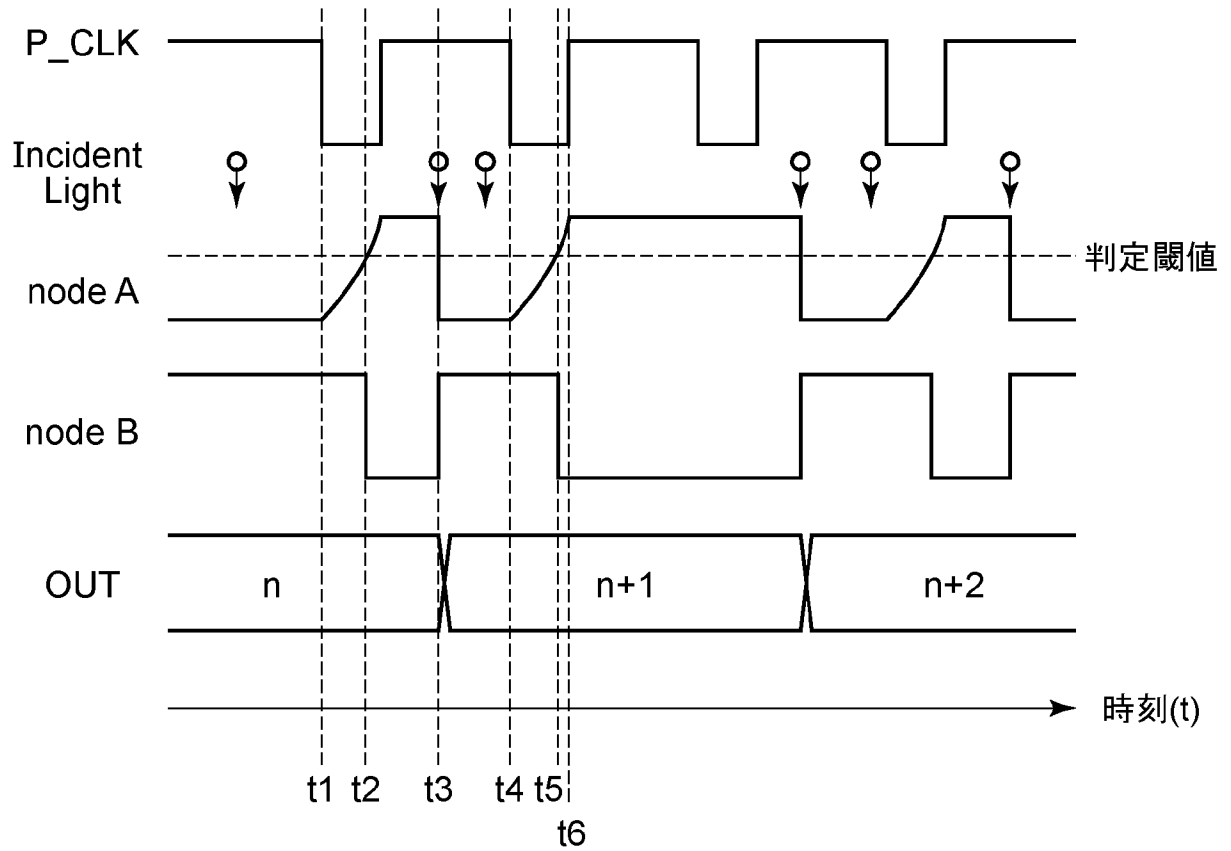 P_CLK
Incident
Light
判定閾値
node A
node B
OUT
n
n+1
n+2
時刻(t)
t1
t2
t3
t4
t5
t6